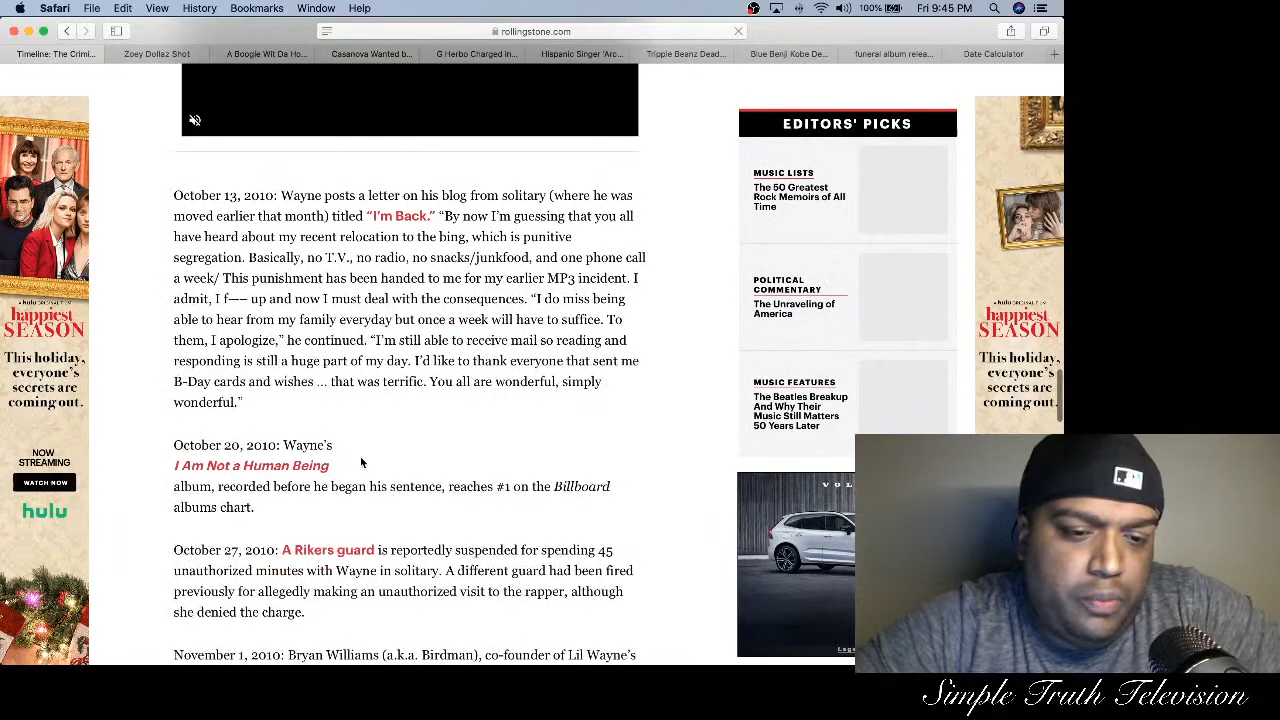 Safari File Edit View History Bookmarks Window Help
100% Fri 9:45 PM
rollingstone.com
Timeline: The Crimi...
Zoey Dollaz Shot
A Boogie Wit Da Ho...
Casanova Wanted b...
G Herbo Charged in...
Hispanic Singer 'Arc...
Tripple Beanz Dead...
Blue Benji Kobe De...
funeral album relea...
Date Calculator
October 13, 2010: Wayne posts a letter on his blog from solitary (where he was
moved earlier that month) titled “I’m Back.” “By now I’m guessing that you all
have heard about my recent relocation to the bing, which is punitive
segregation. Basically, no T.V., no radio, no snacks/junkfood, and one phone call
a week/ This punishment has been handed to me for my earlier MP3 incident. I
admit, I f—– up and now I must deal with the consequences. “I do miss being
able to hear from my family everyday but once a week will have to suffice. To
them, I apologize,” he continued. “I’m still able to receive mail so reading and
responding is still a huge part of my day. I’d like to thank everyone that sent me
B-Day cards and wishes … that was terrific. You all are wonderful, simply
wonderful.”
October 20, 2010: Wayne’s
I Am Not a Human Being
album, recorded before he began his sentence, reaches #1 on the Billboard
albums chart.
October 27, 2010: A Rikers guard is reportedly suspended for spending 45
unauthorized minutes with Wayne in solitary. A different guard had been fired
previously for allegedly making an unauthorized visit to the rapper, although
she denied the charge.
November 1, 2010: Bryan Williams (a.k.a. Birdman), co-founder of Lil Wayne’s
EDITORS' PICKS
MUSIC LISTS
The 50 Greatest
Rock Memoirs of All
Time
POLITICAL
COMMENTARY
The Unraveling of
America
MUSIC FEATURES
The Beatles Breakup
And Why Their
Music Still Matters
50 Years Later
VOL
Lega
a hulu ORIGINAL FILM
happiest
SEASON
This holiday,
everyone's
secrets are
coming out.
NOW
STREAMING
WATCH NOW
hulu
a hulu ORIGINAL FILM
happiest
SEASON
This holiday,
everyone's
secrets are
coming out.
Simple Truth Television